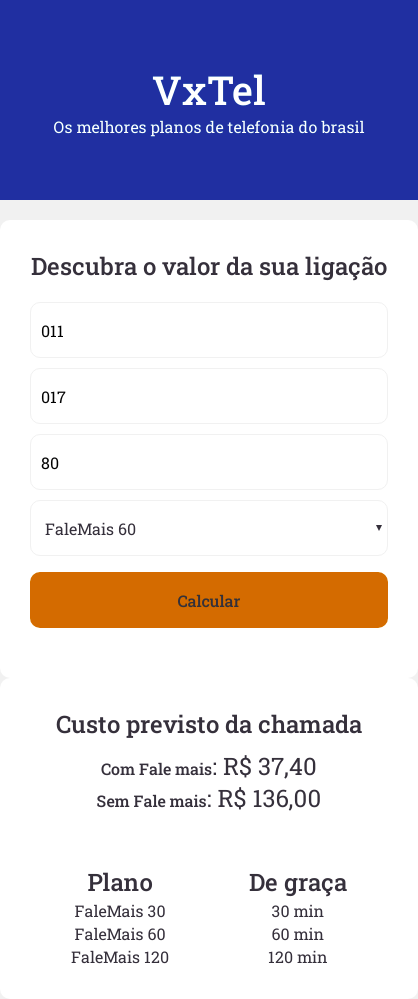 VxTel
Os melhores planos de telefonia do brasil
Descubra o valor da sua ligação
011
017
80
FaleMais 60
Calcular
Custo previsto da chamada
Com Fale mais: R$ 37,40
Sem Fale mais: R$ 136,00
Plano De graça
FaleMais 30 30 min
FaleMais 60 60 min
FaleMais 120 120 min